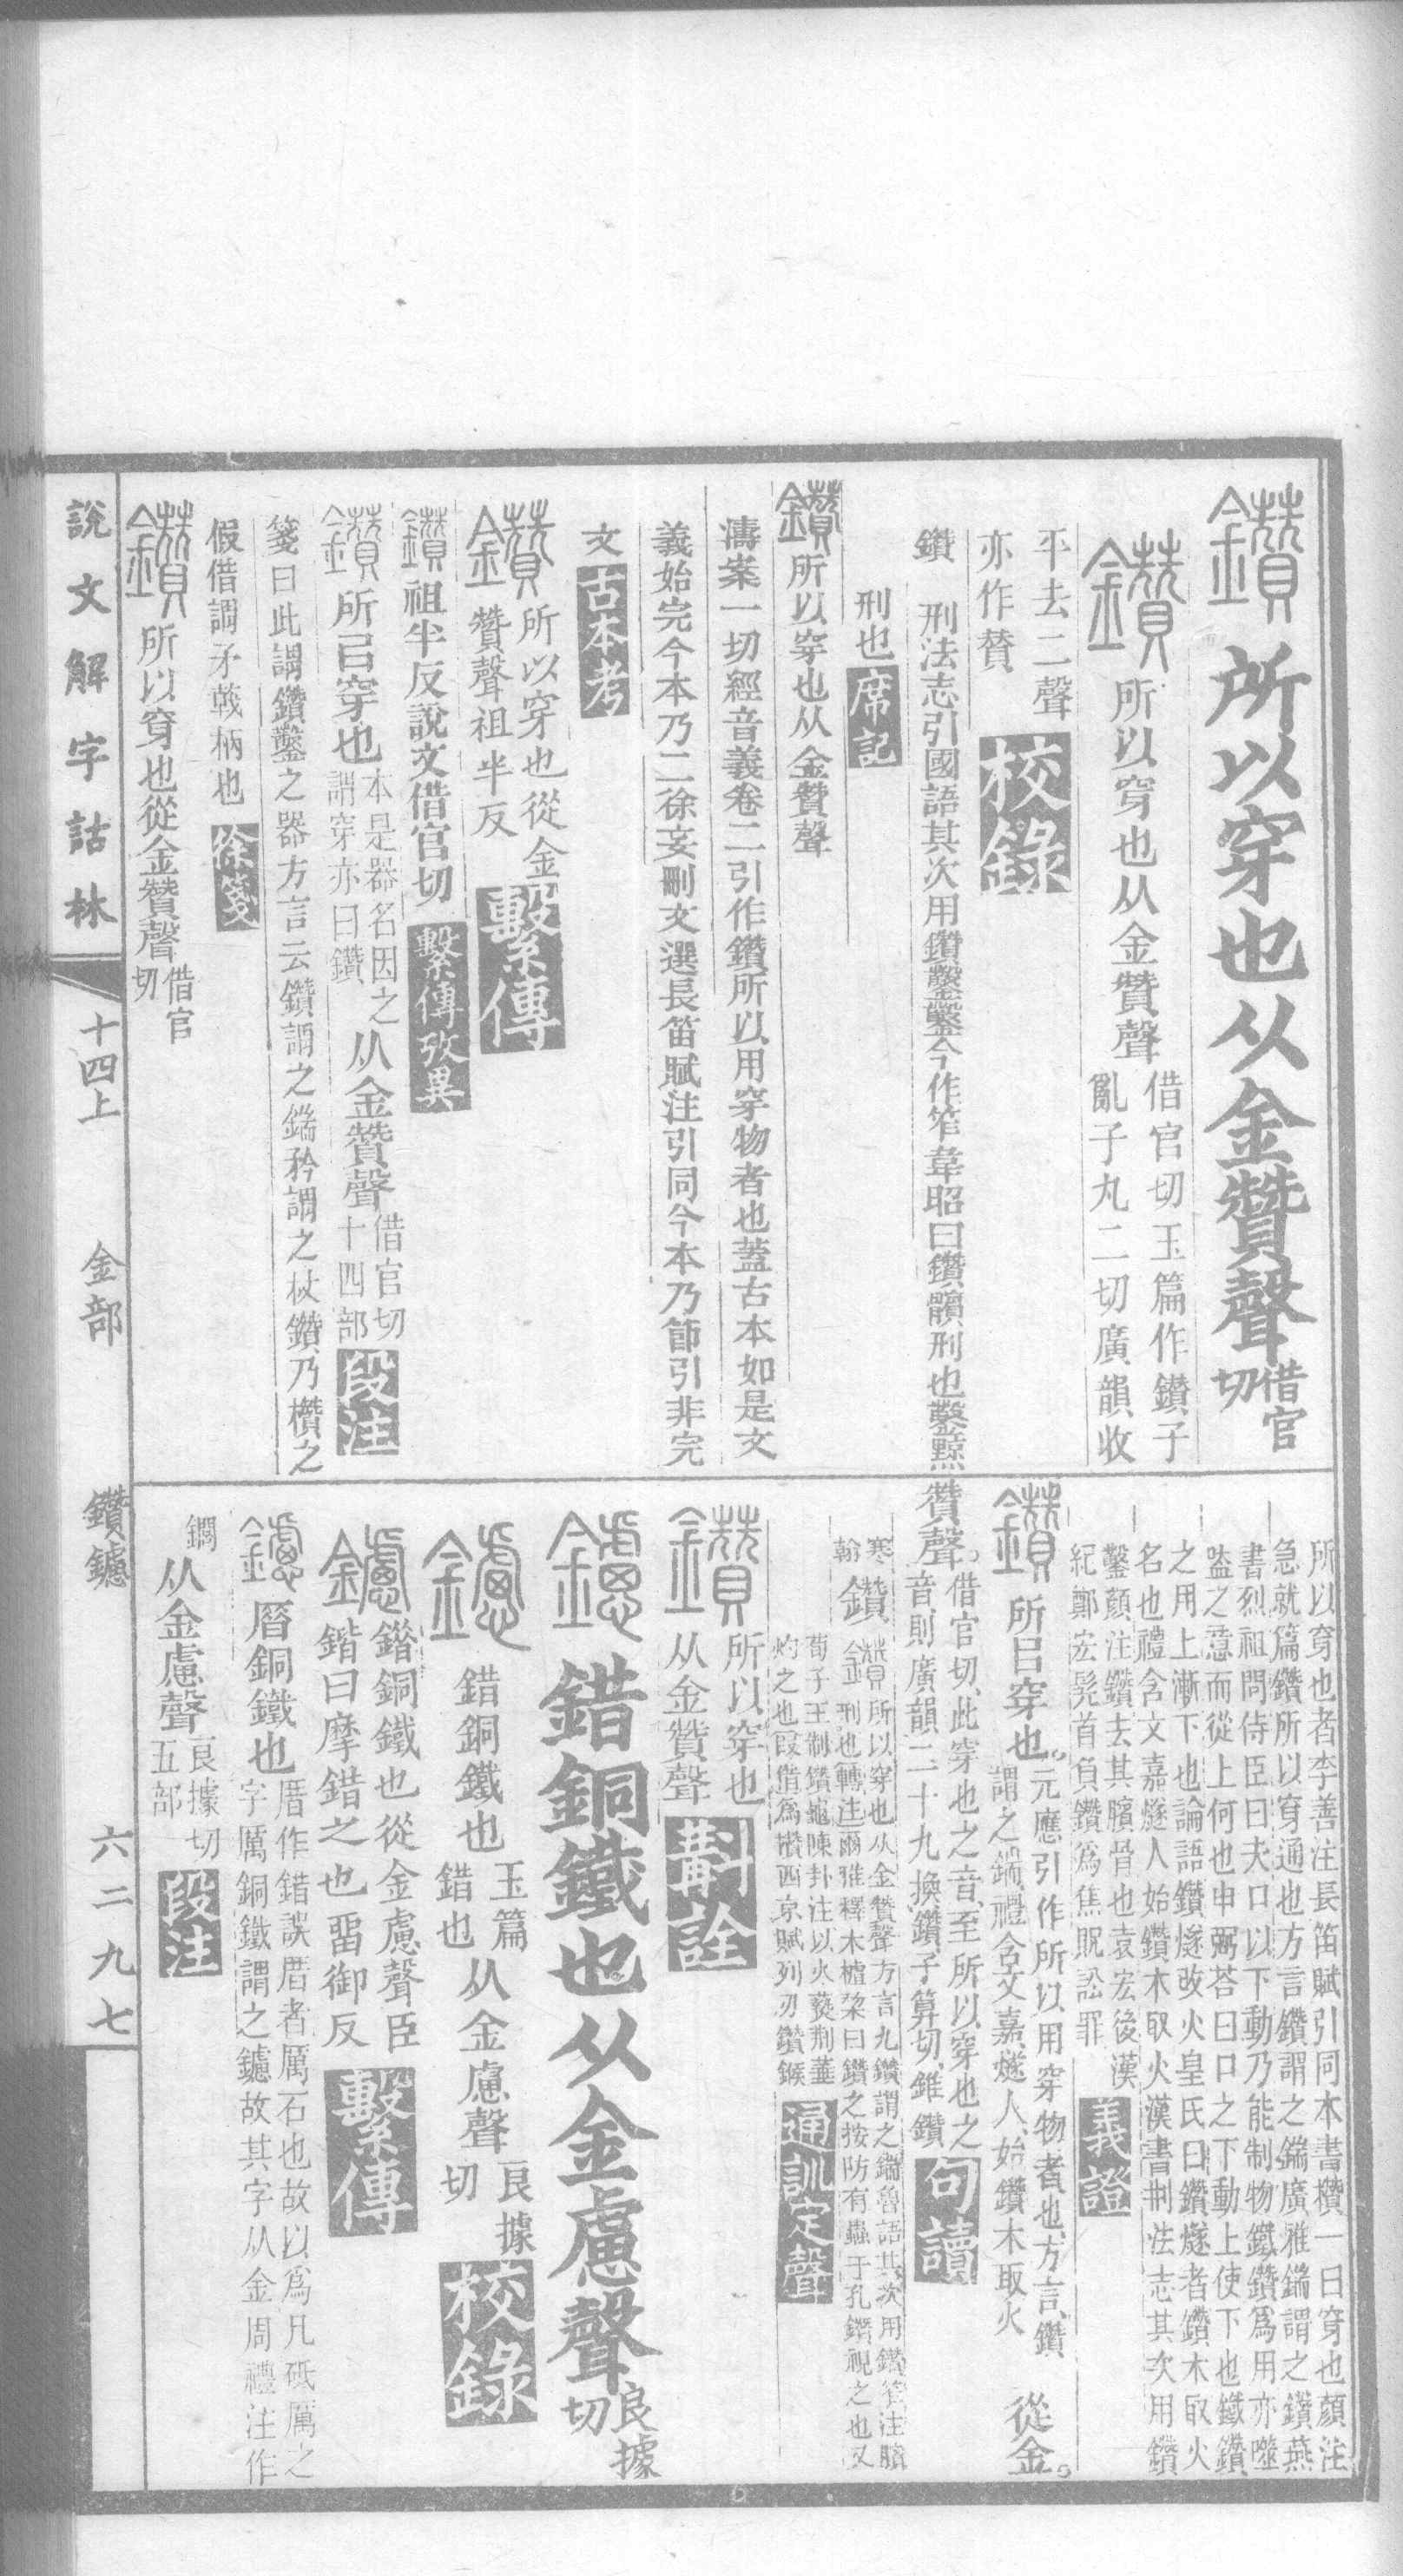 鑽 所以穿也从金贊聲 借官切
鑽 所以穿也从金贊聲 借官切玉篇作鑽子
亂子丸二切廣韻收
平去二聲
亦作賛 校錄
鑽 刑法志引國語其次用鑽鑿鑿今作笮韋昭曰鑽臏刑也鑿黥
刑也 席記
鑽 所以穿也从金贊聲
濤案一切經音義卷二引作鑽所以用穿物者也葢古本如是文
義始完今本乃二徐妄刪文選長笛賦注引同今本乃節引非完
文 古本考
鑽 所以穿也從金
贊聲祖半反 繫傳
鑽 祖半反說文借官切 繫傳攷異
鑽 所㠯穿也 本是器名因之
謂穿亦曰鑽 从金贊聲 借官切
十四部 段注
箋曰此謂鑽鑿之器方言云鑽謂之鍴矜謂之杖鑽乃欑之
假借謂矛戟柄也 徐箋
鑽 所以穿也從金贊聲 借官
切
所以穿也者李善注長笛賦引同本書欑一曰穿也顏注
急就篇鑽所以穿通也方言鑽謂之鍴廣雅鍴謂之鑽燕
書烈祖問侍臣曰夫口以下動乃能制物鐵鑽爲用亦噬
嗑之意而從上何也申弼荅曰口之下動上使下也鐵鑽
之用上漸下也論語鑽燧改火皇氏曰鑽燧者鑽木取火
名也禮含文嘉燧人始鑽木取火漢書刑法志其次用鑽
鑿顏注鑽去其臏骨也袁宏後漢
紀鄭宏髠首負鑽爲焦貺訟罪 義證
鑽 所㠯穿也。 元應引作所以用穿物者也、方言、鑽
謂之鍴、禮含文嘉、燧人始鑽木取火 從金。
贊聲。 借官切、此穿也之音、至所以穿也之
音、則廣韻二十九換、鑽子算切、錐鑽 句讀
寒
翰 鑽 所以穿也从金贊聲方言九鑽謂之鍴魯語其次用鑽笮注臏
刑也轉注爾雅釋木樝棃曰鑽之按防有蟲于孔鑽視之也又
荀子王制鑽龜陳卦注以火爇荆菙
灼之也叚借爲欑西京賦列刃鑽鍭 通訓定聲
鑽 所以穿也
从金贊聲 斠詮
鑢 錯銅鐵也从金慮聲 良據
切
鑢 錯銅鐵也 玉篇
錯也 从金慮聲 良據
切 校錄
鑢 鍇銅鐵也從金慮聲臣
鍇曰摩錯之也畱御反 繫傳
鑢 厝銅鐵也 厝作錯誤厝者厲石也故以爲凡砥厲之
字厲銅鐵謂之鑢故其字从金周禮注作
鐧 从金慮聲 良據切
五部 段注
說文解字詁林 十四上 金部 鑽鑢 六二九七